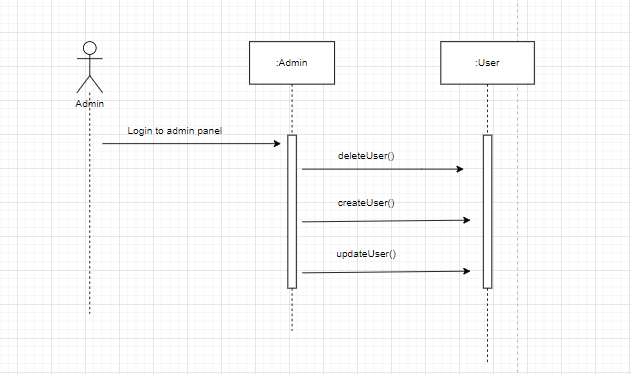 :Admin
:User
Admin
Login to admin panel
deleteUser()
createUser()
updateUser()